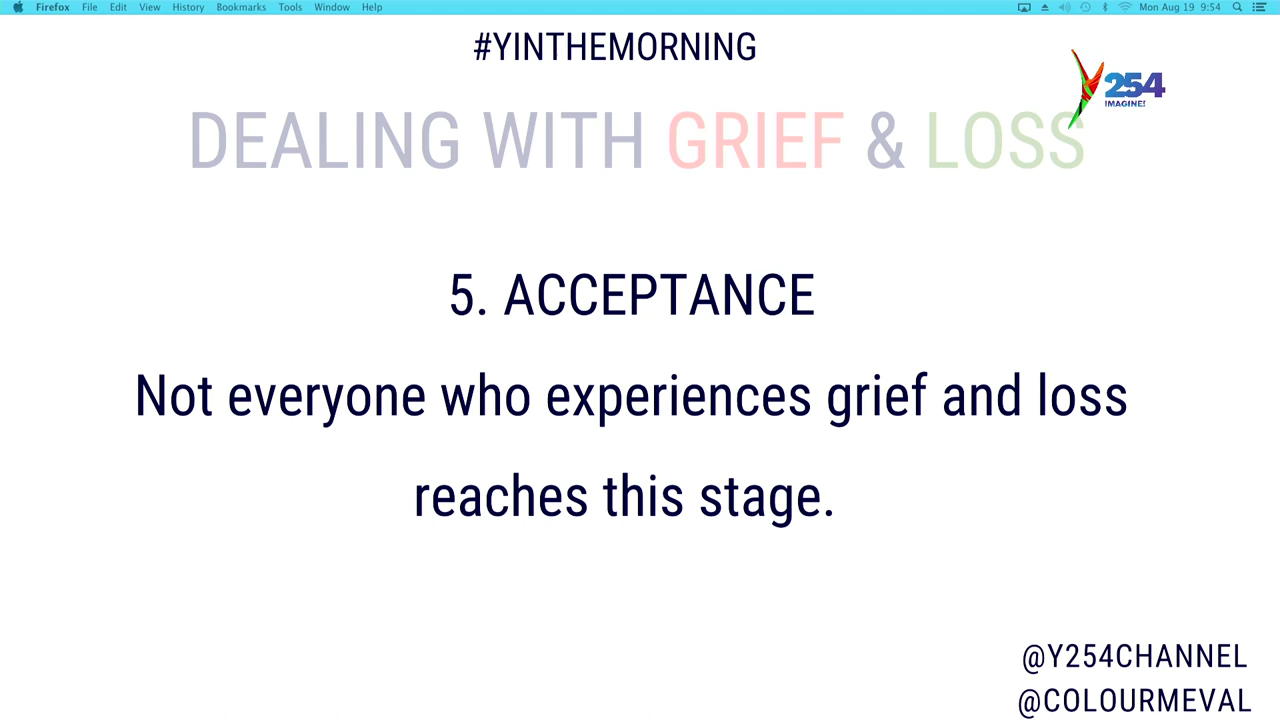 Firefox File Edit View History Bookmarks Tools Window Help Mon Aug 19 9:54
#YINTHEMORNING
254
IMAGINE!
DEALING WITH GRIEF & LOSS
5. ACCEPTANCE
Not everyone who experiences grief and loss
reaches this stage.
@Y254CHANNEL
@COLOURMEVAL